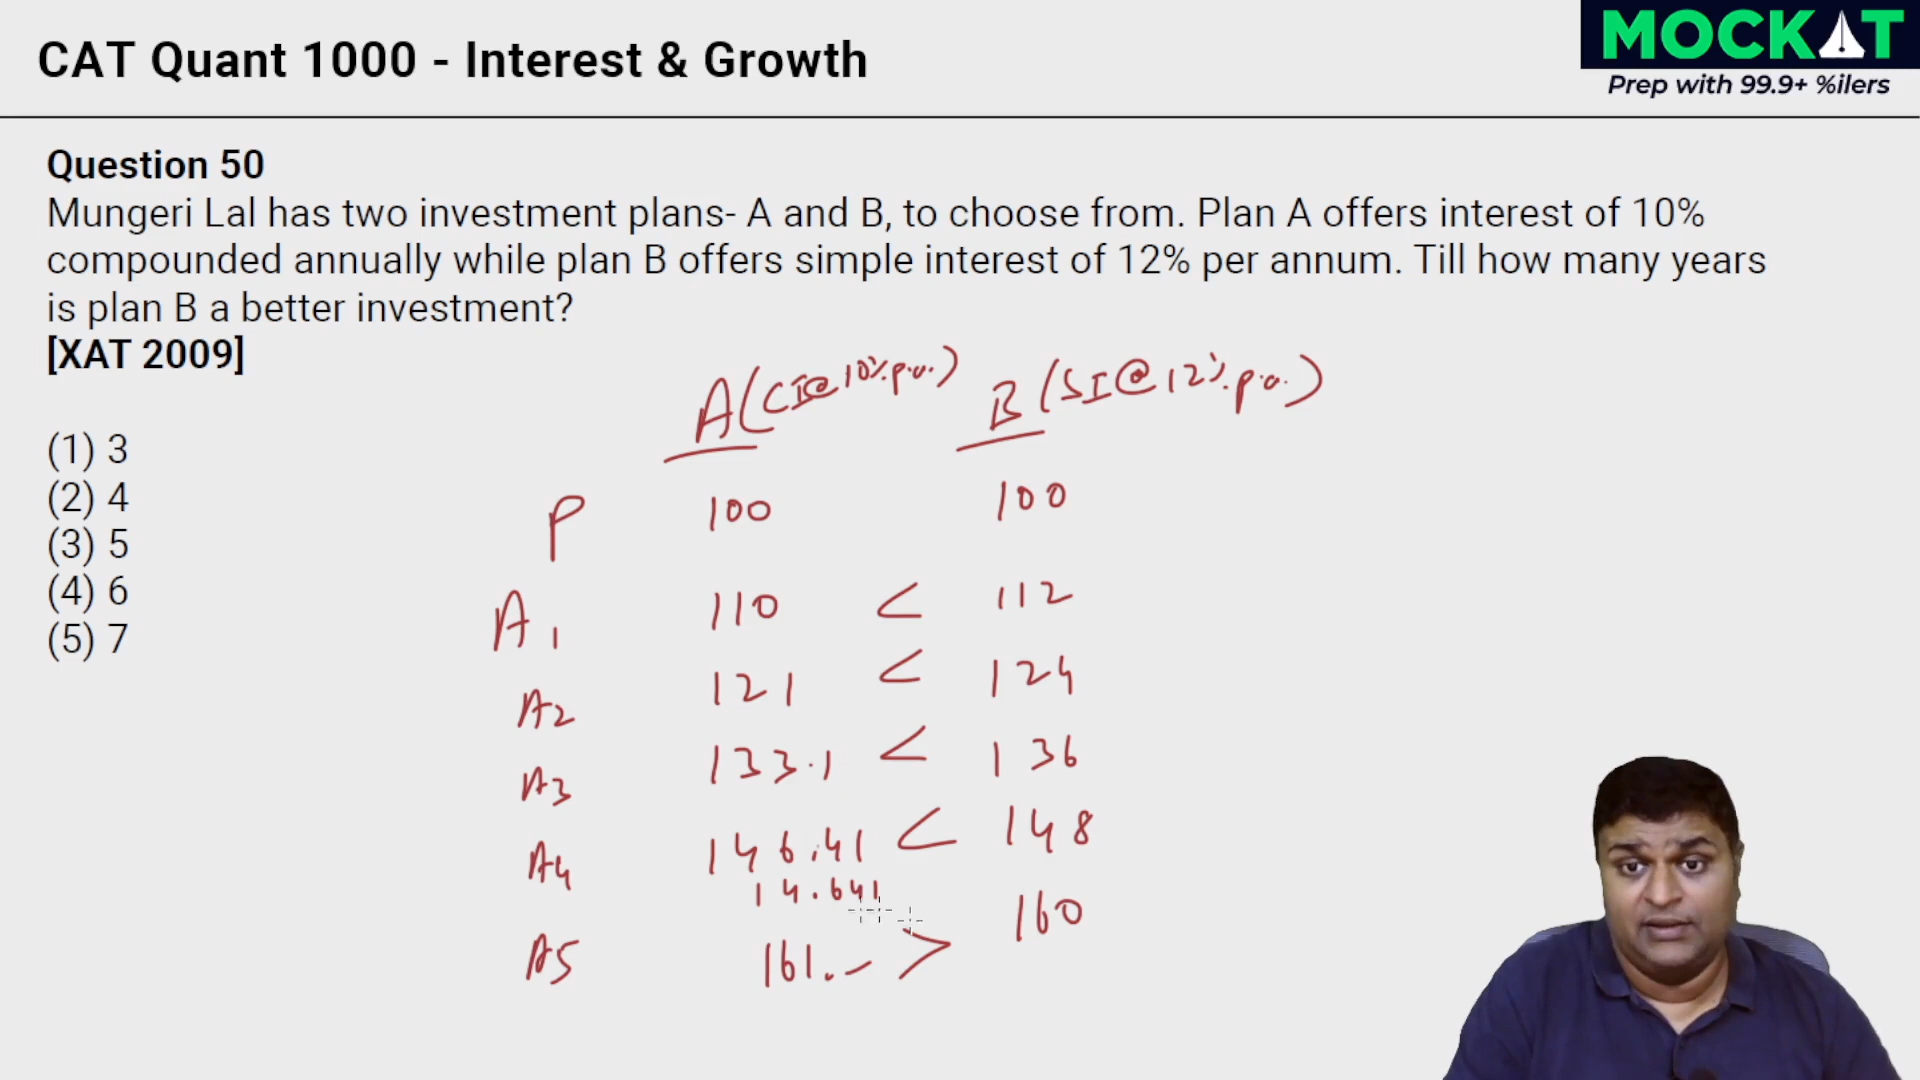 CAT Quant 1000 - Interest & Growth
MOCKAT
Prep with 99.9+ %ilers
Question 50
Mungeri Lal has two investment plans- A and B, to choose from. Plan A offers interest of 10%
compounded annually while plan B offers simple interest of 12% per annum. Till how many years
is plan B a better investment?
[XAT 2009]
(1) 3
(2) 4
(3) 5
(4) 6
(5) 7
A (CI@10% p.a.) B (SI@12% p.a.)
P 100 100
A1 110 < 112
A2 121 < 124
A3 133.1 < 136
A4 146.41 < 148
14.641
A5 161.- > 160